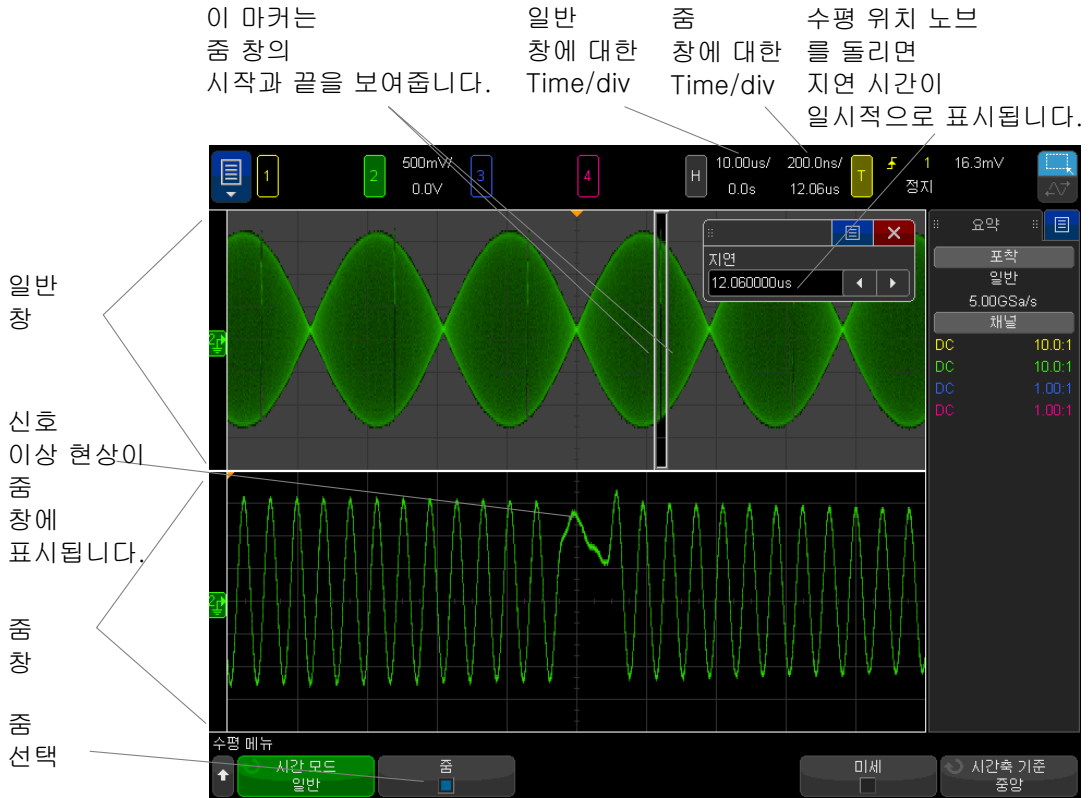 이 마커는
줌 창의
시작과 끝을 보여줍니다.
일반
창에 대한
Time/div
줌
창에 대한
Time/div
수평 위치 노브
를 돌리면
지연 시간이
일시적으로 표시됩니다.
1
2
500mV/
0.0V
3
4
H
10.00us/
0.0s
200.0ns/
12.06us
T
1
정지
16.3mV
지연
12.060000us
요약
포착
일반
5.00GSa/s
채널
DC 10.0:1
DC 10.0:1
DC 1.00:1
DC 1.00:1
일반
창
신호
이상 현상이
줌
창에
표시됩니다.
줌
창
줌
선택
2
2
수평 메뉴
시간 모드
일반
줌
미세
시간축 기준
중앙